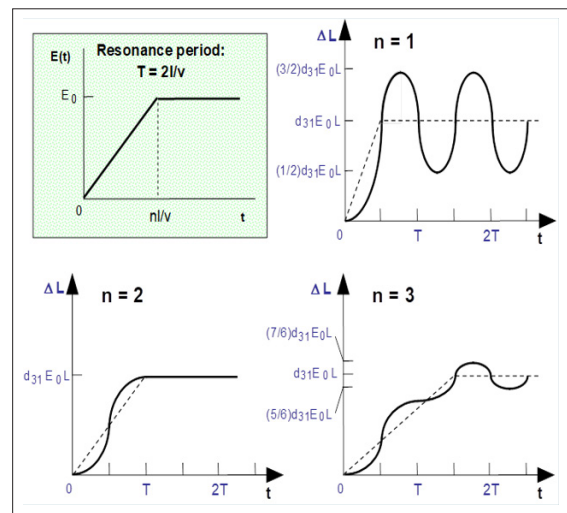 E(t)
Resonance period:
T = 2l/v
E₀
0
nl/v
t
ΔL
n = 1
(3/2)d₃₁E₀L
d₃₁E₀L
(1/2)d₃₁E₀L
0
T
2T
t
ΔL
n = 2
d₃₁E₀L
0
T
2T
t
ΔL
n = 3
(7/6)d₃₁E₀L
d₃₁E₀L
(5/6)d₃₁E₀L
0
T
2T
t